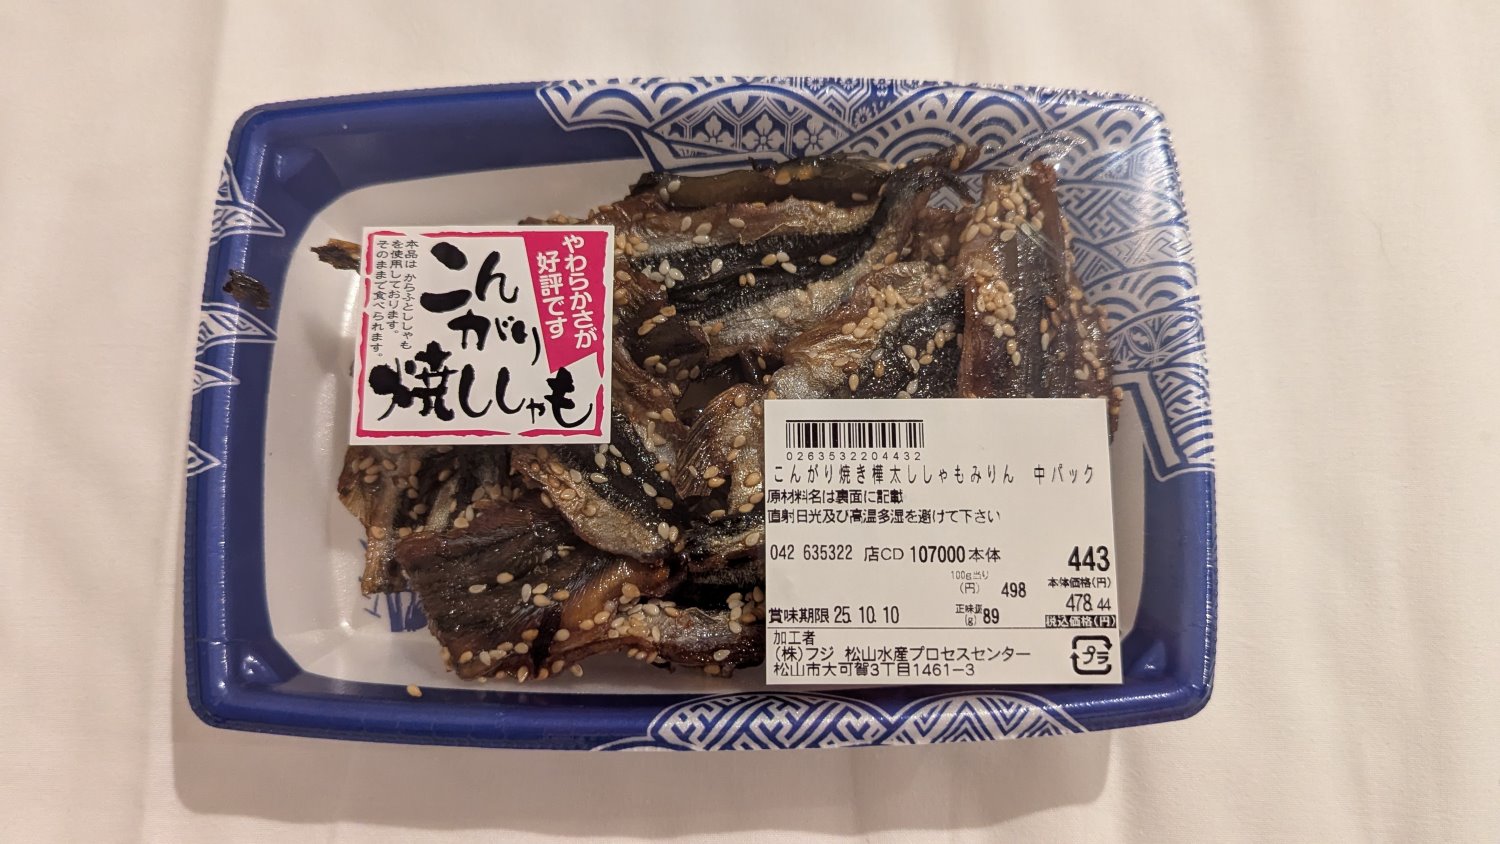 やわらかさが
好評です
こん
がり
焼ししゃも
本品は からふとししゃも
を使用しております。
そのままで食べられます。
0263532204432
こんがり焼き樺太ししゃもみりん 中パック
原材料名は裏面に記載
直射日光及び高温多湿を避けて下さい
042 635322 店CD 107000 本体 443
100g当り
(円) 498 本体価格(円)
478.44
賞味期限 25.10.10 正味量(g) 89 税込価格(円)
加工者
(株)フジ 松山水産プロセスセンター
松山市大可賀3丁目1461-3
プラ